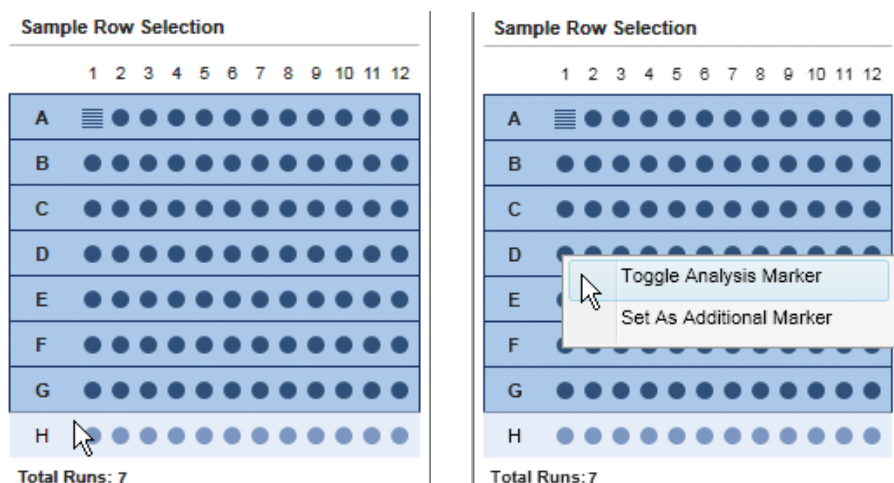 Sample Row Selection
1 2 3 4 5 6 7 8 9 10 11 12
A
B
C
D
E
F
G
H
Total Runs: 7
Sample Row Selection
1 2 3 4 5 6 7 8 9 10 11 12
A
B
C
D
Toggle Analysis Marker
E
Set As Additional Marker
F
G
H
Total Runs:7